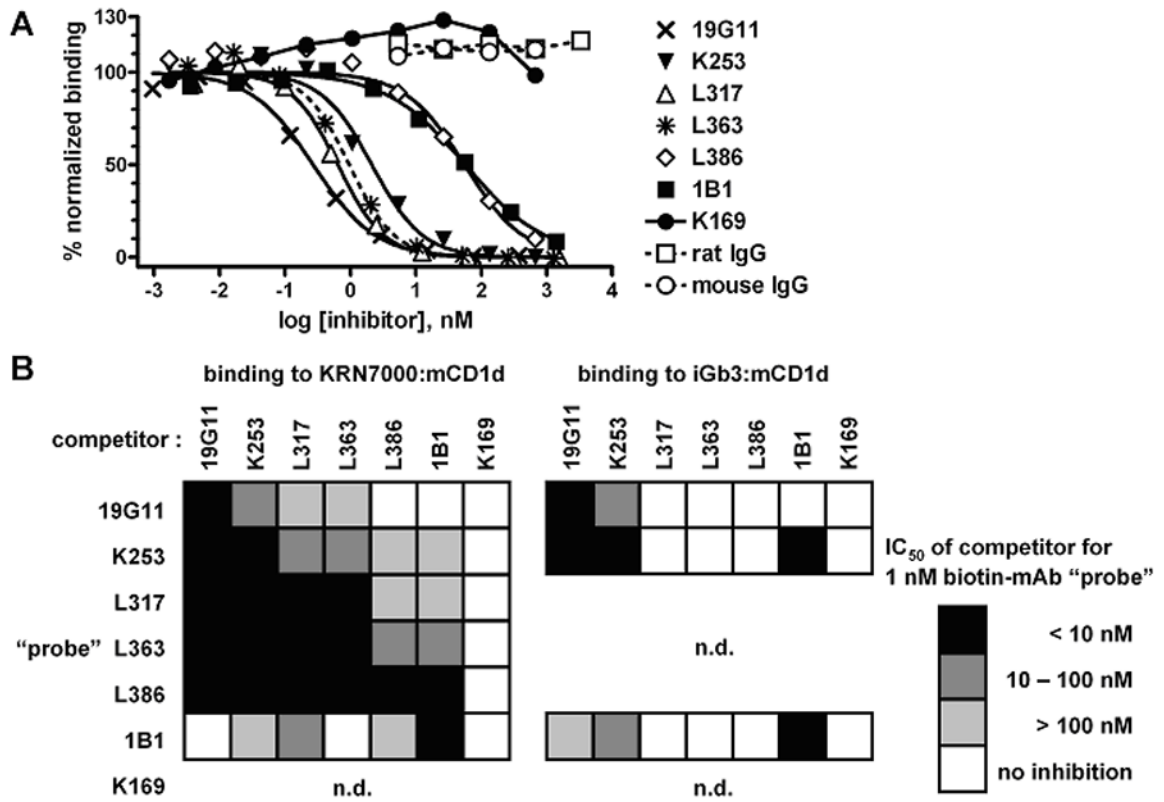 A
130
100
50
0
% normalized binding
-3 -2 -1 0 1 2 3 4
log [inhibitor], nM
19G11
K253
L317
L363
L386
1B1
K169
rat IgG
mouse IgG
B
binding to KRN7000:mCD1d
binding to iGb3:mCD1d
competitor :
19G11 K253 L317 L363 L386 1B1 K169
19G11 K253 L317 L363 L386 1B1 K169
"probe"
19G11
K253
L317
L363
L386
1B1
K169
n.d.
n.d.
n.d.
IC50 of competitor for
1 nM biotin-mAb "probe"
< 10 nM
10 – 100 nM
> 100 nM
no inhibition